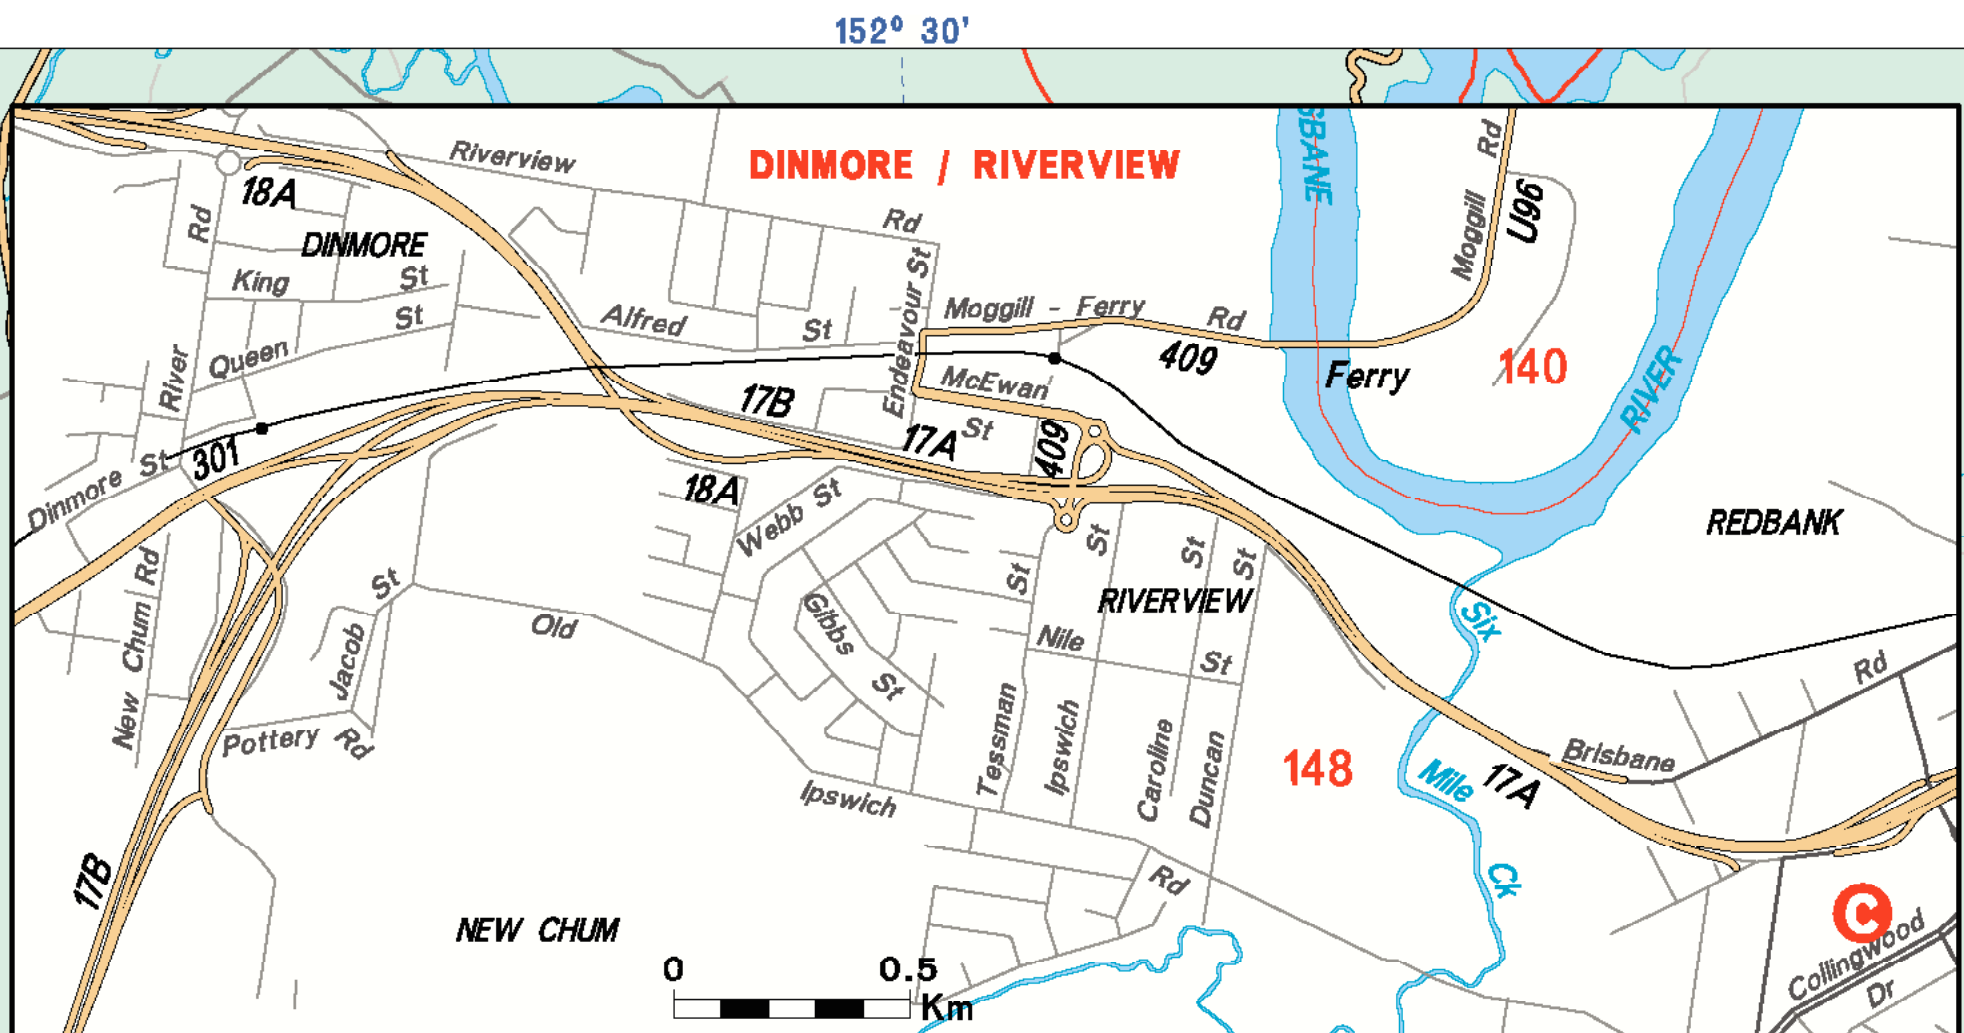 152° 30'
SBANE
Rd
Riverview
DINMORE / RIVERVIEW
18A
Rd
DINMORE
Rd
Moggill
U96
King
St
Endeavour St
St
Alfred
St
Moggill - Ferry
Rd
409
Ferry
140
RIVER
Queen
River
McEwan
St
17B
17A
409
301
Dinmore St
18A
Webb St
REDBANK
St
St
St
St
New Chum Rd
St
Jacob
Old
Gibbs
St
RIVERVIEW
Nile
St
Six
Rd
Pottery
Rd
Tessman
Ipswich
Caroline
Duncan
148
Mile
17A
Brisbane
Ipswich
Rd
Ck
17B
NEW CHUM
C
Collingwood
Dr
0
0.5
Km